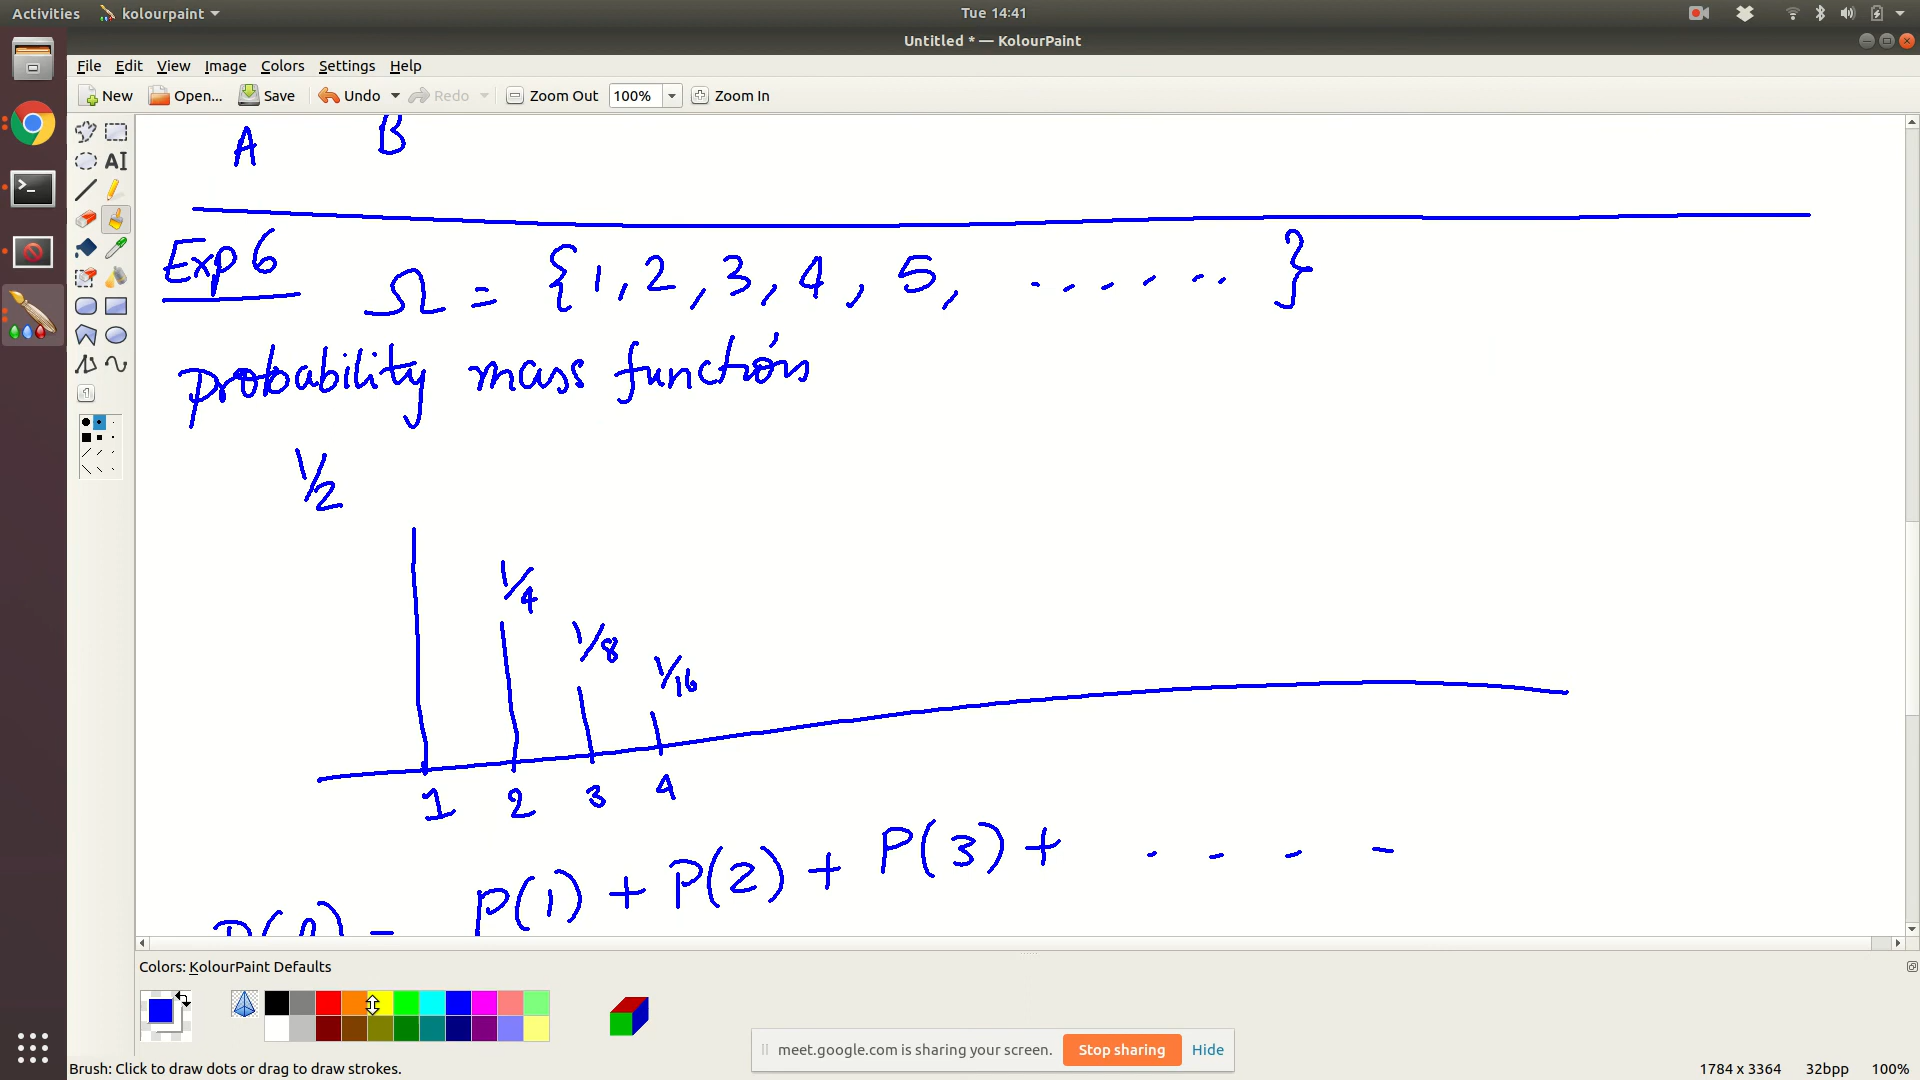 Activities kolourpaint Tue 14:41
Untitled * — KolourPaint
File Edit View Image Colors Settings Help
New Open... Save Undo Redo Zoom Out 100% Zoom In
A B
Exp 6 Ω = {1, 2, 3, 4, 5, ....... }
probability mass function
1/2
1/4
1/8
1/16
1 2 3 4
P(1) + P(2) + P(3) + - - - -
Colors: KolourPaint Defaults
meet.google.com is sharing your screen. Stop sharing Hide
Brush: Click to draw dots or drag to draw strokes. 1784 x 3364 32bpp 100%